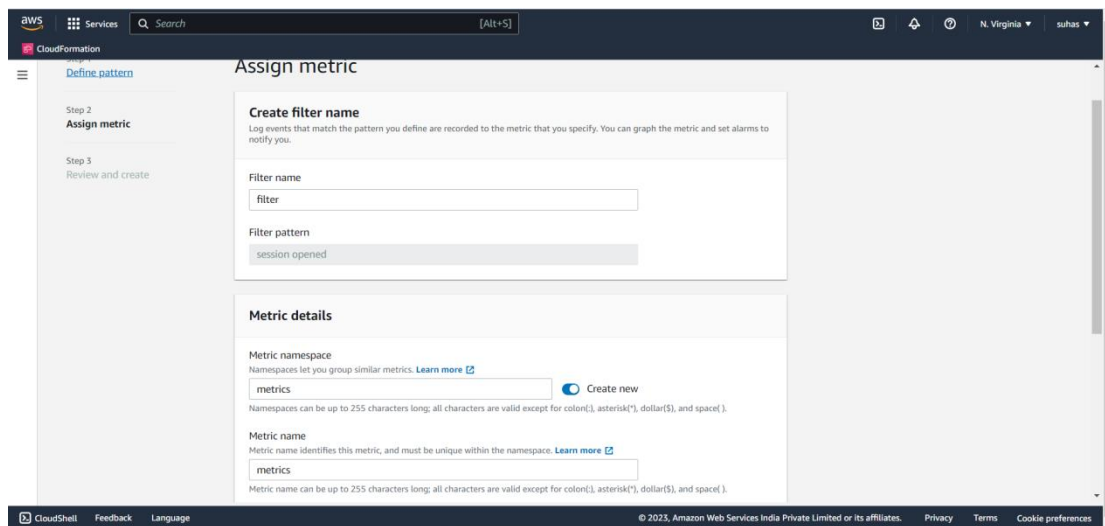 aws
Services
Search
[Alt+S]
N. Virginia
suhas
CloudFormation
Define pattern
Step 2
Assign metric
Step 3
Review and create
Assign metric
Create filter name
Log events that match the pattern you define are recorded to the metric that you specify. You can graph the metric and set alarms to
notify you.
Filter name
filter
Filter pattern
session opened
Metric details
Metric namespace
Namespaces let you group similar metrics. Learn more
metrics
Create new
Namespaces can be up to 255 characters long; all characters are valid except for colon(:), asterisk(*), dollar($), and space( ).
Metric name
Metric name identifies this metric, and must be unique within the namespace. Learn more
metrics
Metric name can be up to 255 characters long; all characters are valid except for colon(:), asterisk(*), dollar($), and space( ).
CloudShell
Feedback
Language
© 2023, Amazon Web Services India Private Limited or its affiliates.
Privacy
Terms
Cookie preferences